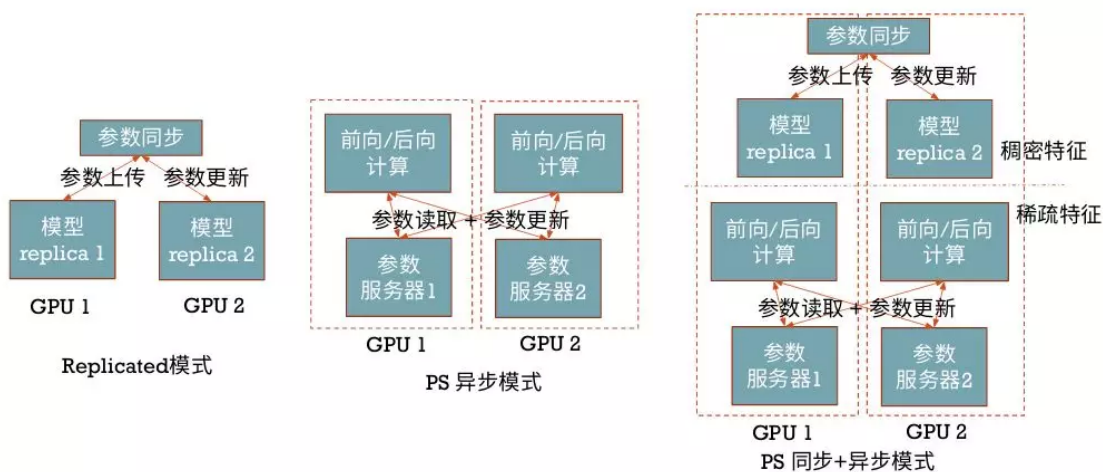 参数同步
参数上传 参数更新
模型
replica 1
模型
replica 2
GPU 1 GPU 2
Replicated模式
前向/后向
计算
前向/后向
计算
参数读取 + 参数更新
参数
服务器1
参数
服务器2
GPU 1 GPU 2
PS 异步模式
参数同步
参数上传 参数更新
模型
replica 1
模型
replica 2
稠密特征
稀疏特征
前向/后向
计算
前向/后向
计算
参数读取 + 参数更新
参数
服务器1
参数
服务器2
GPU 1 GPU 2
PS 同步+异步模式